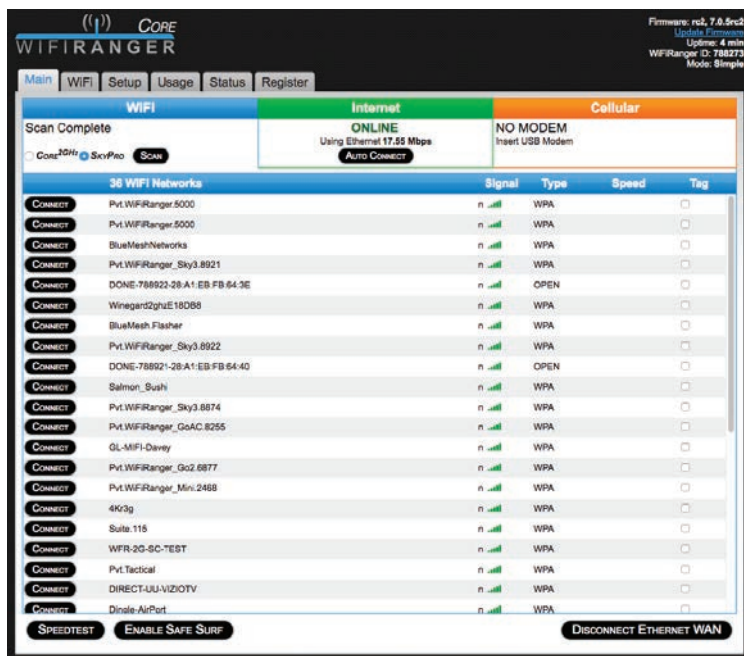 ((ı)) CORE
WIFIRANGER
Firmware: rc2, 7.0.5rc2
Update Firmware
Uptime: 4 min
WiFiRanger ID: 788273
Mode: Simple
Main WiFi Setup Usage Status Register
WIFI Internet Cellular
Scan Complete ONLINE NO MODEM
Using Ethernet 17.55 Mbps Insert USB Modem
CORE 2GHz SKYPRO SCAN AUTO CONNECT
36 WIFI Networks Signal Type Speed Tag
CONNECT Pvt.WiFiRanger.5000 n WPA
CONNECT Pvt.WiFiRanger.5000 n WPA
CONNECT BlueMeshNetworks n WPA
CONNECT Pvt.WiFiRanger_Sky3.8921 n WPA
CONNECT DONE-788922-28:A1:EB:FB:64:3E n OPEN
CONNECT Winegard2ghzE18DB8 n WPA
CONNECT BlueMesh.Flasher n WPA
CONNECT Pvt.WiFiRanger_Sky3.8922 n WPA
CONNECT DONE-788921-28:A1:EB:FB:64:40 n OPEN
CONNECT Salmon_Sushi n WPA
CONNECT Pvt.WiFiRanger_Sky3.8874 n WPA
CONNECT Pvt.WiFiRanger_GoAC.8255 n WPA
CONNECT GL-MIFI-Davey n WPA
CONNECT Pvt.WiFiRanger_Go2.6877 n WPA
CONNECT Pvt.WiFiRanger_Mini.2468 n WPA
CONNECT 4Kr3g n WPA
CONNECT Suite.115 n WPA
CONNECT WFR-2G-SC-TEST n WPA
CONNECT Pvt.Tactical n WPA
CONNECT DIRECT-UU-VIZIOTV n WPA
CONNECT Dingle-AirPort n WPA
SPEEDTEST ENABLE SAFE SURF DISCONNECT ETHERNET WAN